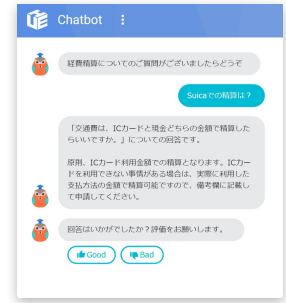 Chatbot
経費精算についてのご質問がございましたらどうぞ
Suicaでの精算は？
「交通費は、ICカードと現金どちらの金額で精算した
らいいですか。」についての回答です。
原則、ICカード利用金額での精算となります。ICカー
ドを利用できない事情がある場合は、実際に利用した
支払方法の金額で精算可能ですので、備考欄に記載し
て申請してください。
回答はいかがでしたか？評価をお願いします。
Good
Bad